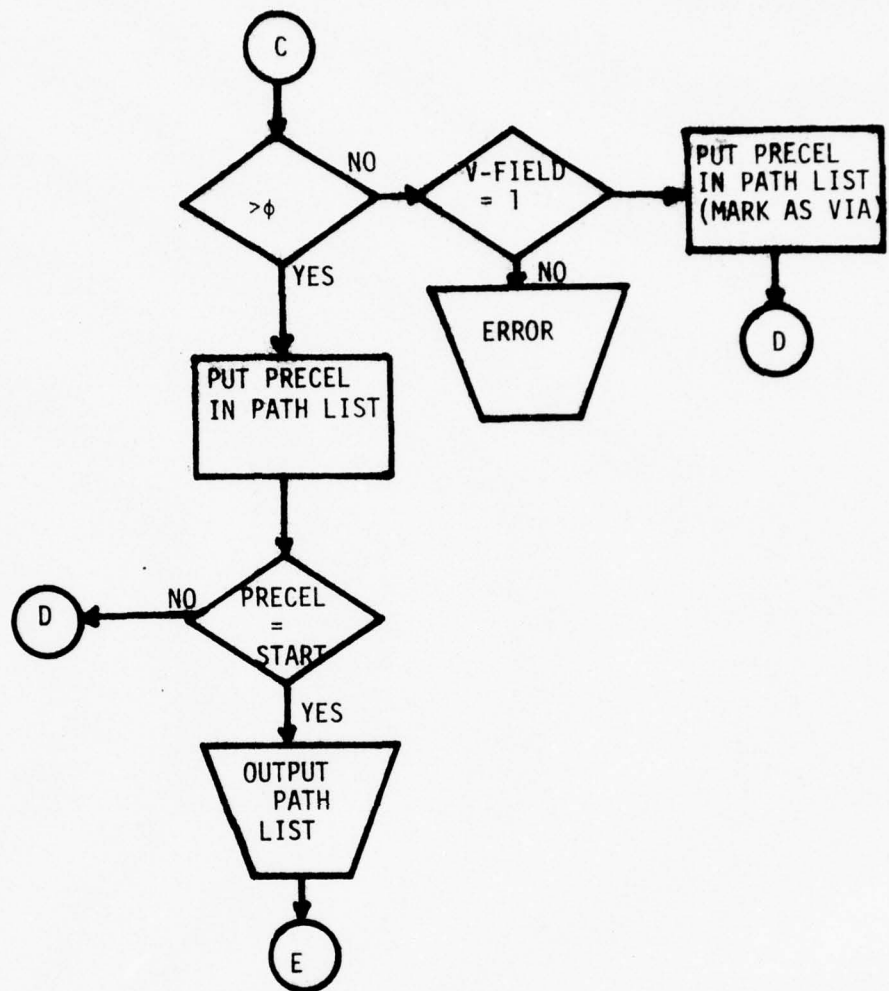 C
>φ
NO
V-FIELD
= 1
PUT PRECEL
IN PATH LIST
(MARK AS VIA)
YES
NO
ERROR
D
PUT PRECEL
IN PATH LIST
D
NO
PRECEL
=
START
YES
OUTPUT
PATH
LIST
E